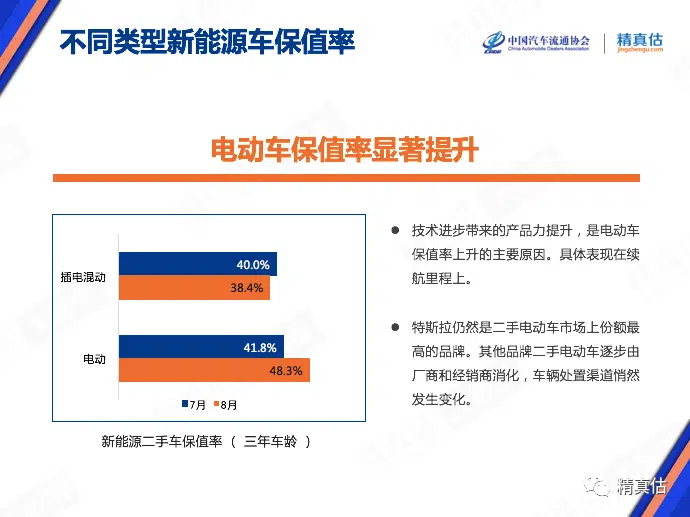 不同类型新能源车保值率
中国汽车流通协会
China Automobile Dealers Association
精真估
jingzhengu.com
电动车保值率显著提升
插电混动
40.0%
38.4%
电动
41.8%
48.3%
7月 8月
新能源二手车保值率（ 三年车龄 ）
● 技术进步带来的产品力提升，是电动车
保值率上升的主要原因。具体表现在续
航里程上。
● 特斯拉仍然是二手电动车市场上份额最
高的品牌。其他品牌二手电动车逐步由
厂商和经销商消化，车辆处置渠道悄然
发生变化。
精真估